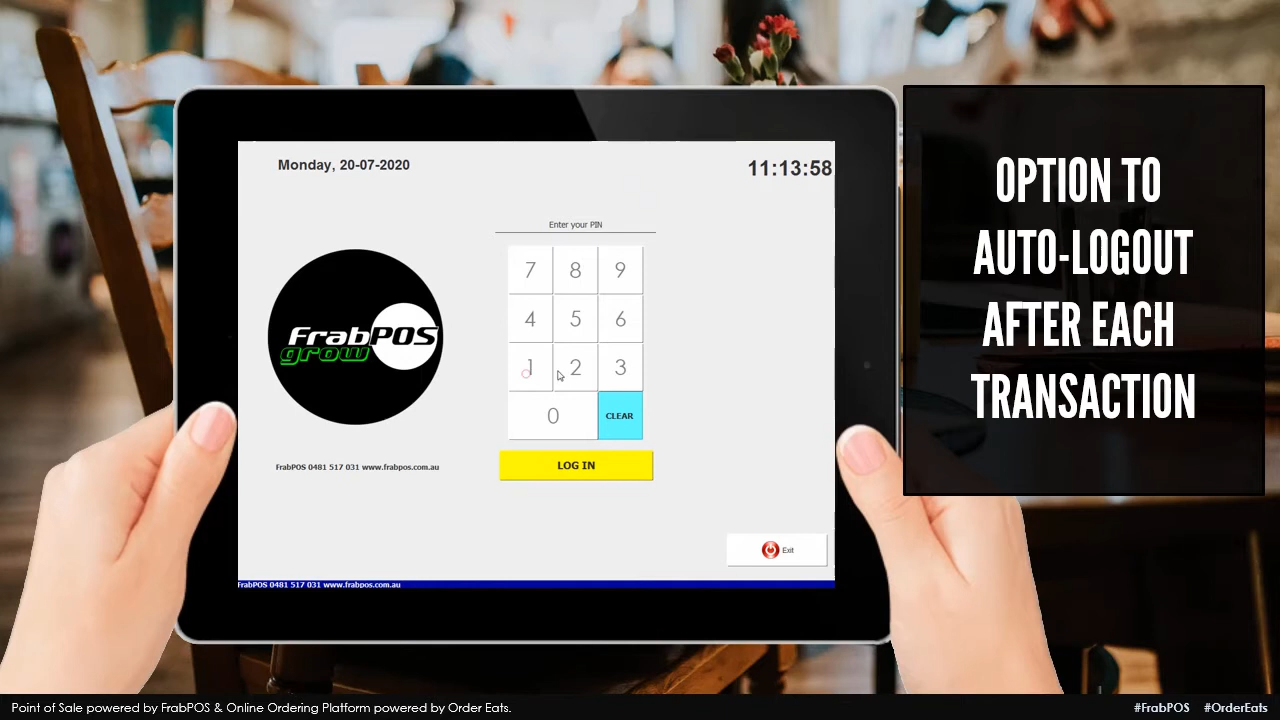 Monday, 20-07-2020
11:13:58
Enter your PIN
7 8 9
4 5 6
1 2 3
0 CLEAR
LOG IN
FrabPOS
grow
FrabPOS 0481 517 031 www.frabpos.com.au
Exit
FrabPOS 0481 517 031 www.frabpos.com.au
OPTION TO
AUTO-LOGOUT
AFTER EACH
TRANSACTION
Point of Sale powered by FrabPOS & Online Ordering Platform powered by Order Eats.
#FrabPOS #OrderEats